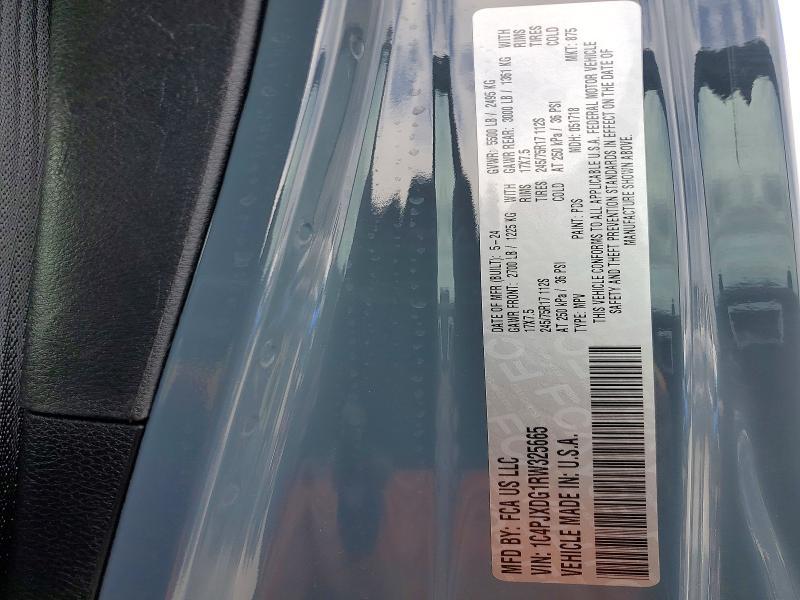 MFD BY: FCA US LLC
DATE OF MFR (BUILT): 5-24 GVWR: 5500 LB / 2495 KG
GAWR FRONT: 2700 LB / 1225 KG WITH GAWR REAR: 3000 LB / 1361 KG WITH
17X7.5 RIMS 17X7.5 RIMS
245/75R17 112S TIRES 245/75R17 112S TIRES
AT 250 kPa / 36 PSI COLD AT 250 kPa / 36 PSI COLD
VIN: 1C4PJXDG1RW325665
TYPE: MPV PAINT: PDS MDH: 051718 MKT: 875
VEHICLE MADE IN: U.S.A.
THIS VEHICLE CONFORMS TO ALL APPLICABLE U.S.A. FEDERAL MOTOR VEHICLE
SAFETY AND THEFT PREVENTION STANDARDS IN EFFECT ON THE DATE OF
MANUFACTURE SHOWN ABOVE.